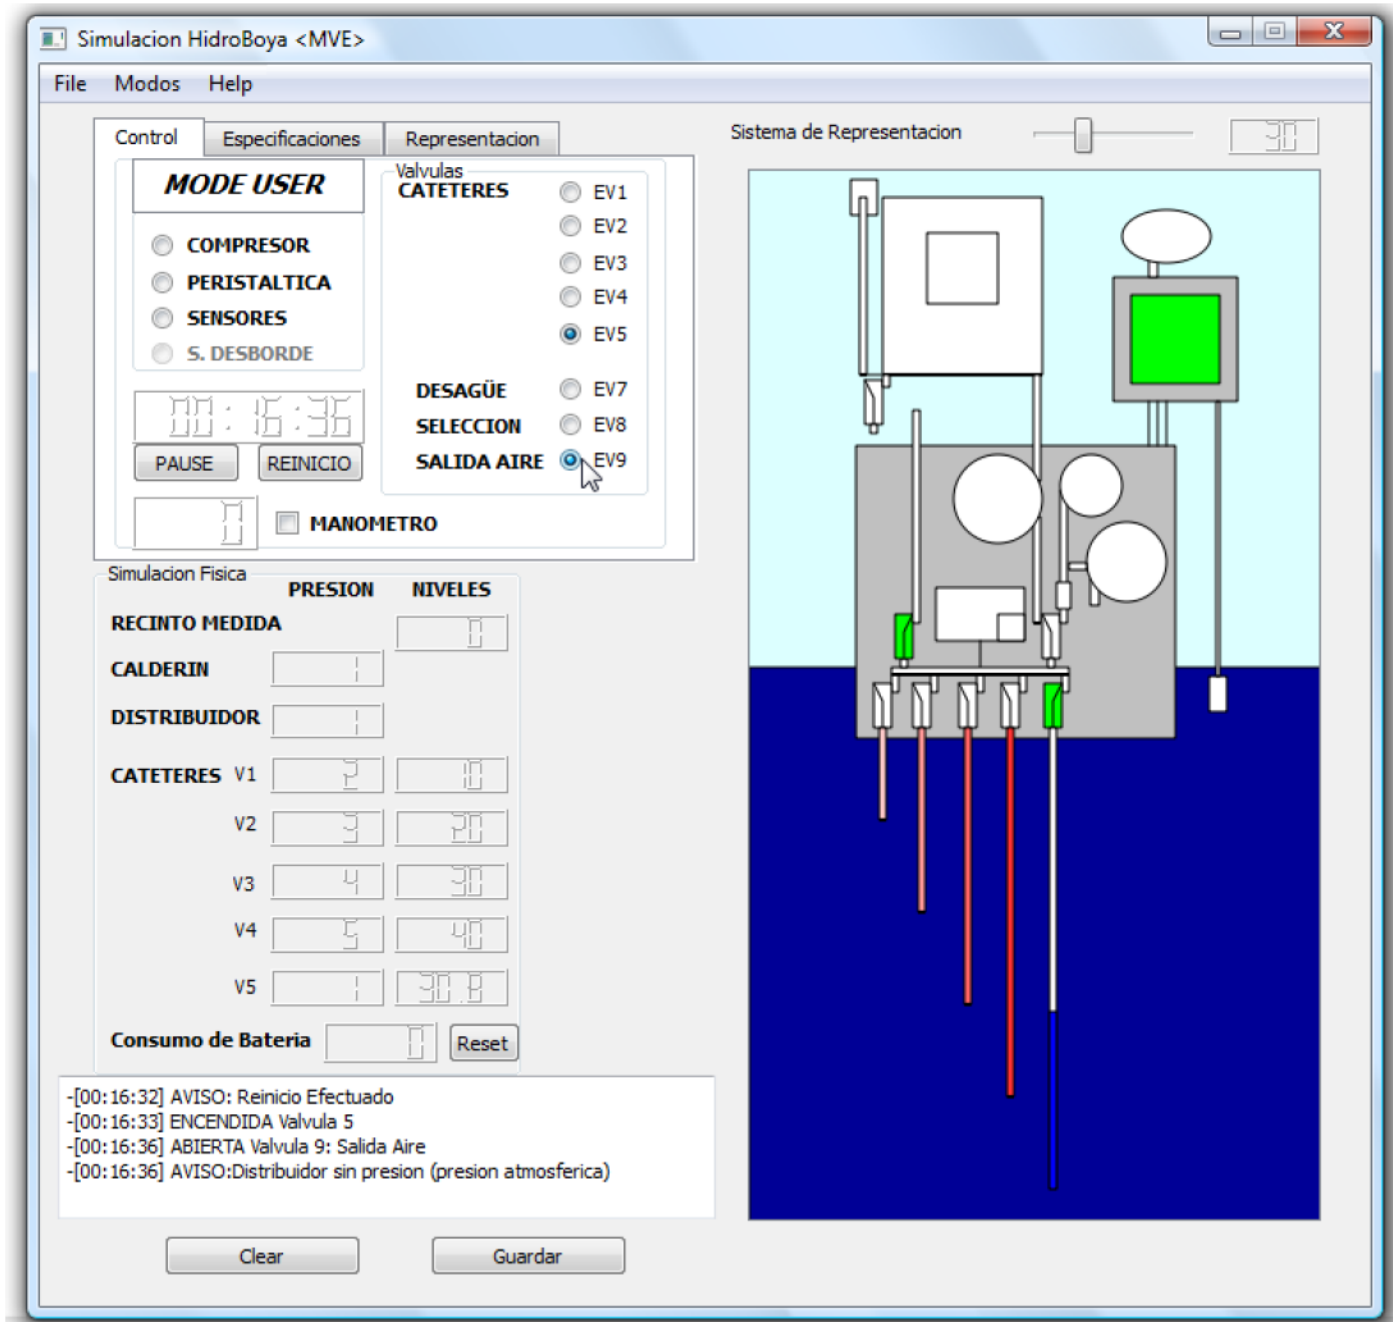 Simulacion HidroBoya <MVE>
File Modos Help
Control Especificaciones Representacion
Sistema de Representacion 30
MODE USER
COMPRESOR
PERISTALTICA
SENSORES
S. DESBORDE
00:16:36
PAUSE REINICIO
0 MANOMETRO
Valvulas
CATETERES EV1
EV2
EV3
EV4
EV5
DESAGÜE EV7
SELECCION EV8
SALIDA AIRE EV9
Simulacion Fisica
PRESION NIVELES
RECINTO MEDIDA 0
CALDERIN 1
DISTRIBUIDOR 1
CATETERES V1 2 10
V2 3 20
V3 4 30
V4 5 40
V5 1 30.8
Consumo de Bateria 0 Reset
-[00:16:32] AVISO: Reinicio Efectuado
-[00:16:33] ENCENDIDA Valvula 5
-[00:16:36] ABIERTA Valvula 9: Salida Aire
-[00:16:36] AVISO:Distribuidor sin presion (presion atmosferica)
Clear Guardar